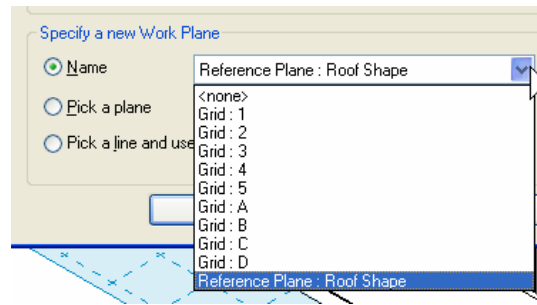 Specify a new Work Plane
Name
Reference Plane : Roof Shape
<none>
Pick a plane
Grid : 1
Grid : 2
Pick a line and use
Grid : 3
Grid : 4
Grid : 5
Grid : A
Grid : B
Grid : C
Grid : D
Reference Plane : Roof Shape